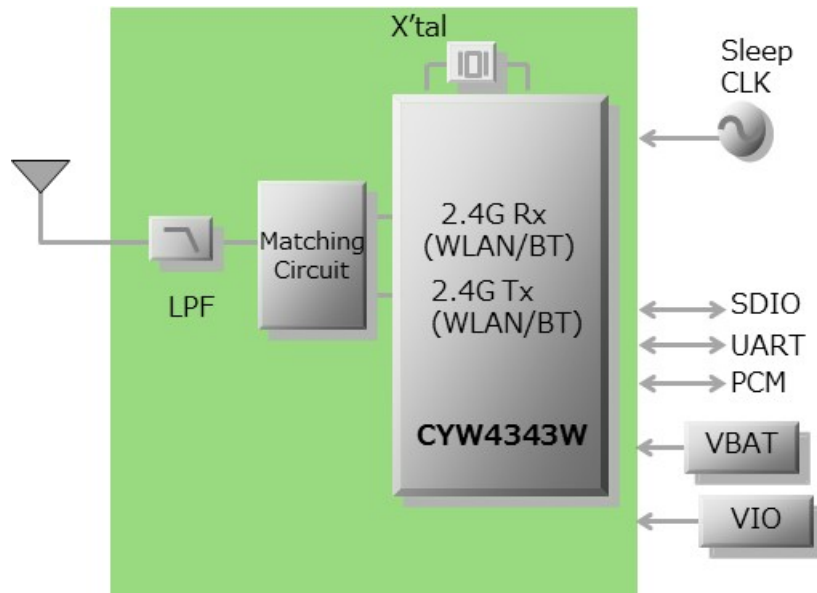 X'tal
Sleep
CLK
2.4G Rx
(WLAN/BT)
Matching
Circuit
2.4G Tx
(WLAN/BT)
LPF
SDIO
UART
PCM
CYW4343W
VBAT
VIO